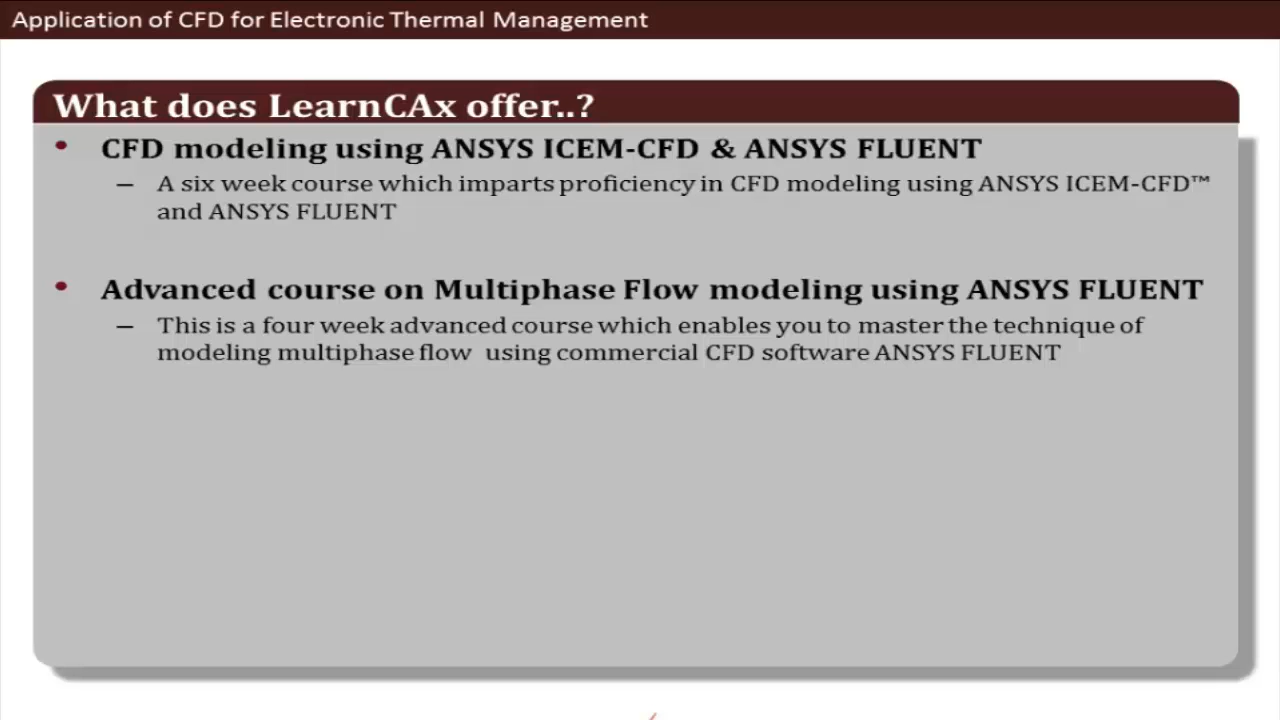 Application of CFD for Electronic Thermal Management
What does LearnCAx offer..?
• CFD modeling using ANSYS ICEM-CFD & ANSYS FLUENT
– A six week course which imparts proficiency in CFD modeling using ANSYS ICEM-CFD™
and ANSYS FLUENT
• Advanced course on Multiphase Flow modeling using ANSYS FLUENT
– This is a four week advanced course which enables you to master the technique of
modeling multiphase flow using commercial CFD software ANSYS FLUENT